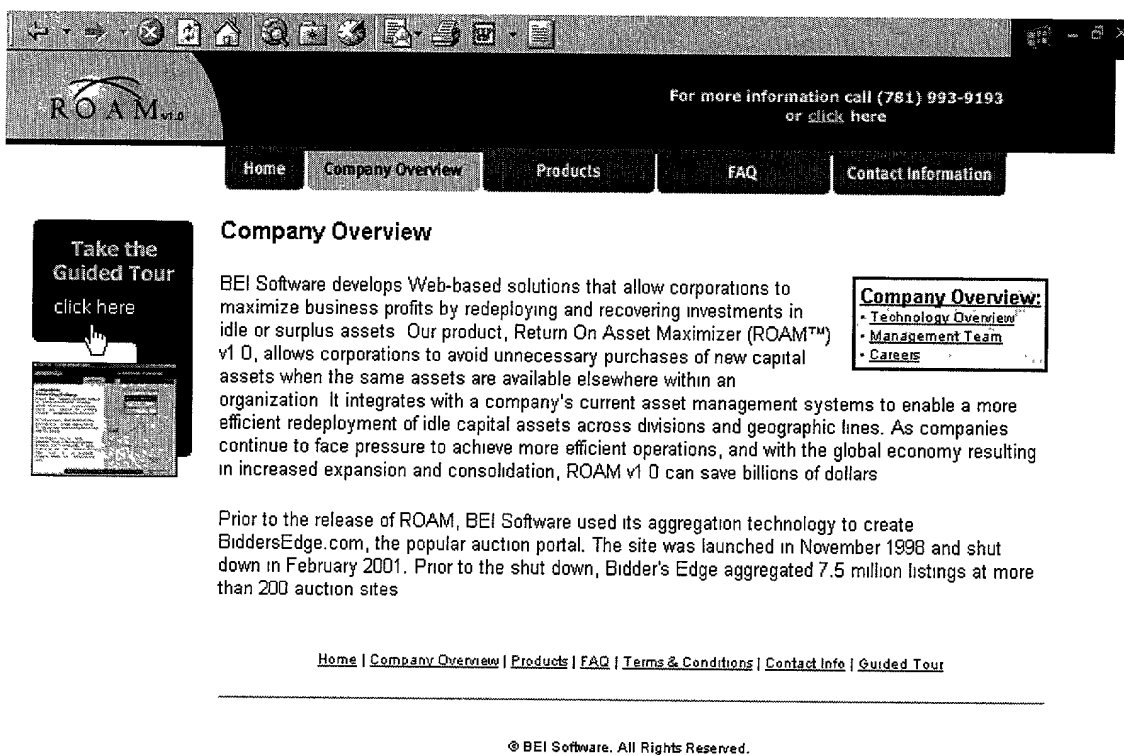 ROAM v1.0
For more information call (781) 993-9193
or click here
Home
Company Overview
Products
FAQ
Contact Information
Take the
Guided Tour
click here
Company Overview
BEI Software develops Web-based solutions that allow corporations to
maximize business profits by redeploying and recovering investments in
idle or surplus assets Our product, Return On Asset Maximizer (ROAM™)
v1 0, allows corporations to avoid unnecessary purchases of new capital
assets when the same assets are available elsewhere within an
organization It integrates with a company's current asset management systems to enable a more
efficient redeployment of idle capital assets across divisions and geographic lines. As companies
continue to face pressure to achieve more efficient operations, and with the global economy resulting
in increased expansion and consolidation, ROAM v1 0 can save billions of dollars
Company Overview:
• Technology Overview
• Management Team
• Careers
Prior to the release of ROAM, BEI Software used its aggregation technology to create
BiddersEdge.com, the popular auction portal. The site was launched in November 1998 and shut
down in February 2001. Prior to the shut down, Bidder's Edge aggregated 7.5 million listings at more
than 200 auction sites
Home | Company Overview | Products | FAQ | Terms & Conditions | Contact Info | Guided Tour
© BEI Software. All Rights Reserved.